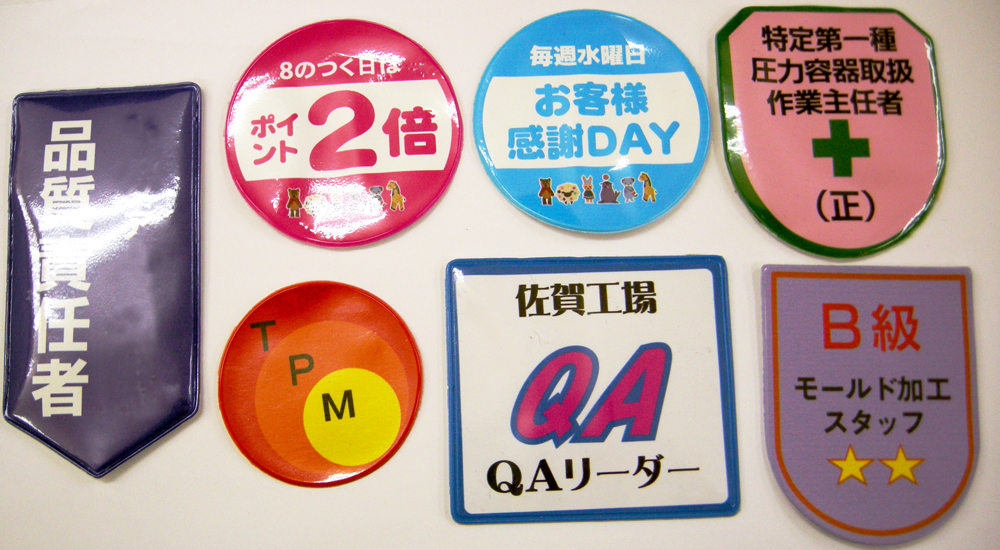 品質責任者
8のつく日は
ポイント
2倍
毎週水曜日
お客様
感謝DAY
特定第一種
圧力容器取扱
作業主任者
(正)
T
P
M
佐賀工場
QA
QAリーダー
B級
モールド加工
スタッフ